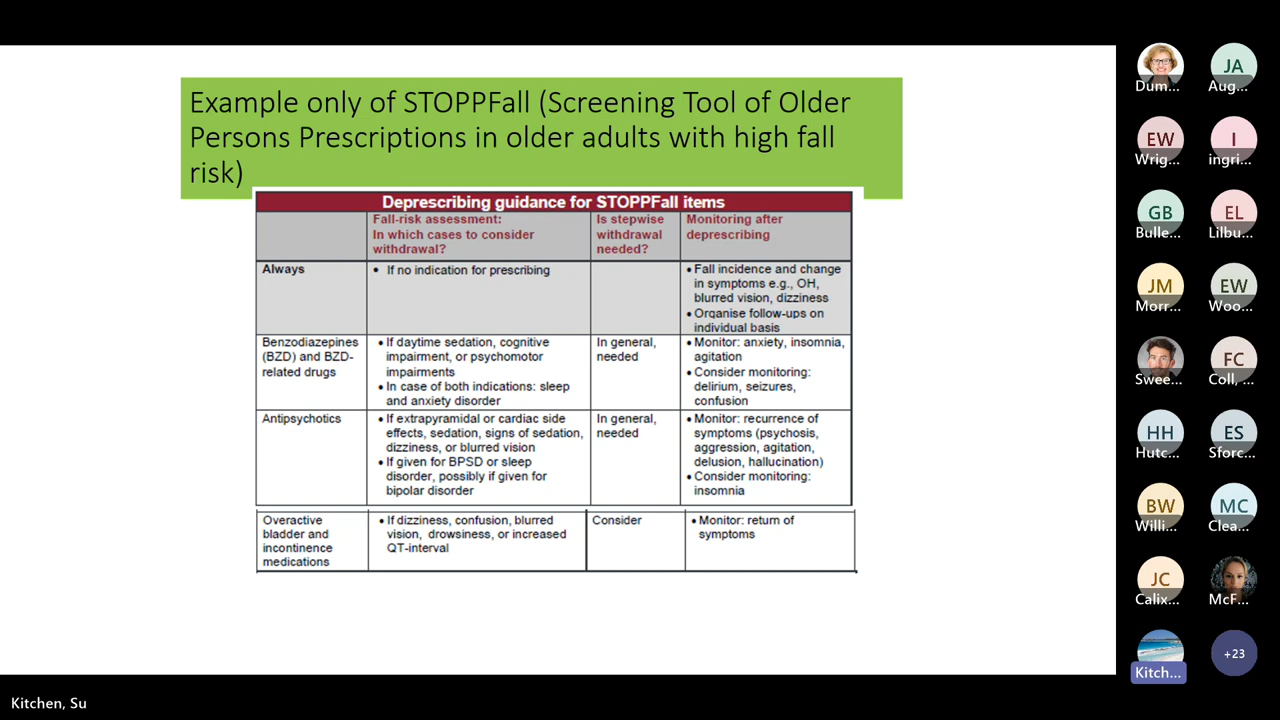 Example only of STOPPFall (Screening Tool of Older
Persons Prescriptions in older adults with high fall
risk)
Deprescribing guidance for STOPPFall items
Fall-risk assessment:
In which cases to consider
withdrawal?
Is stepwise
withdrawal
needed?
Monitoring after
deprescribing
Always
• If no indication for prescribing
• Fall incidence and change
in symptoms e.g., OH,
blurred vision, dizziness
• Organise follow-ups on
individual basis
Benzodiazepines
(BZD) and BZD-
related drugs
• If daytime sedation, cognitive
impairment, or psychomotor
impairments
• In case of both indications: sleep
and anxiety disorder
In general,
needed
• Monitor: anxiety, insomnia,
agitation
• Consider monitoring:
delirium, seizures,
confusion
Antipsychotics
• If extrapyramidal or cardiac side
effects, sedation, signs of sedation,
dizziness, or blurred vision
• If given for BPSD or sleep
disorder, possibly if given for
bipolar disorder
In general,
needed
• Monitor: recurrence of
symptoms (psychosis,
aggression, agitation,
delusion, hallucination)
• Consider monitoring:
insomnia
Overactive
bladder and
incontinence
medications
• If dizziness, confusion, blurred
vision, drowsiness, or increased
QT-interval
Consider
• Monitor: return of
symptoms
Dum...
JA
Aug...
EW
Wrig...
I
ingri...
GB
Bulle...
EL
Lilbu...
JM
Morr...
EW
Woo...
Swee...
FC
Coll, ...
HH
Hutc...
ES
Sforc...
BW
Willi...
MC
Clea...
JC
Calix...
McF...
Kitch...
+23
Kitchen, Su